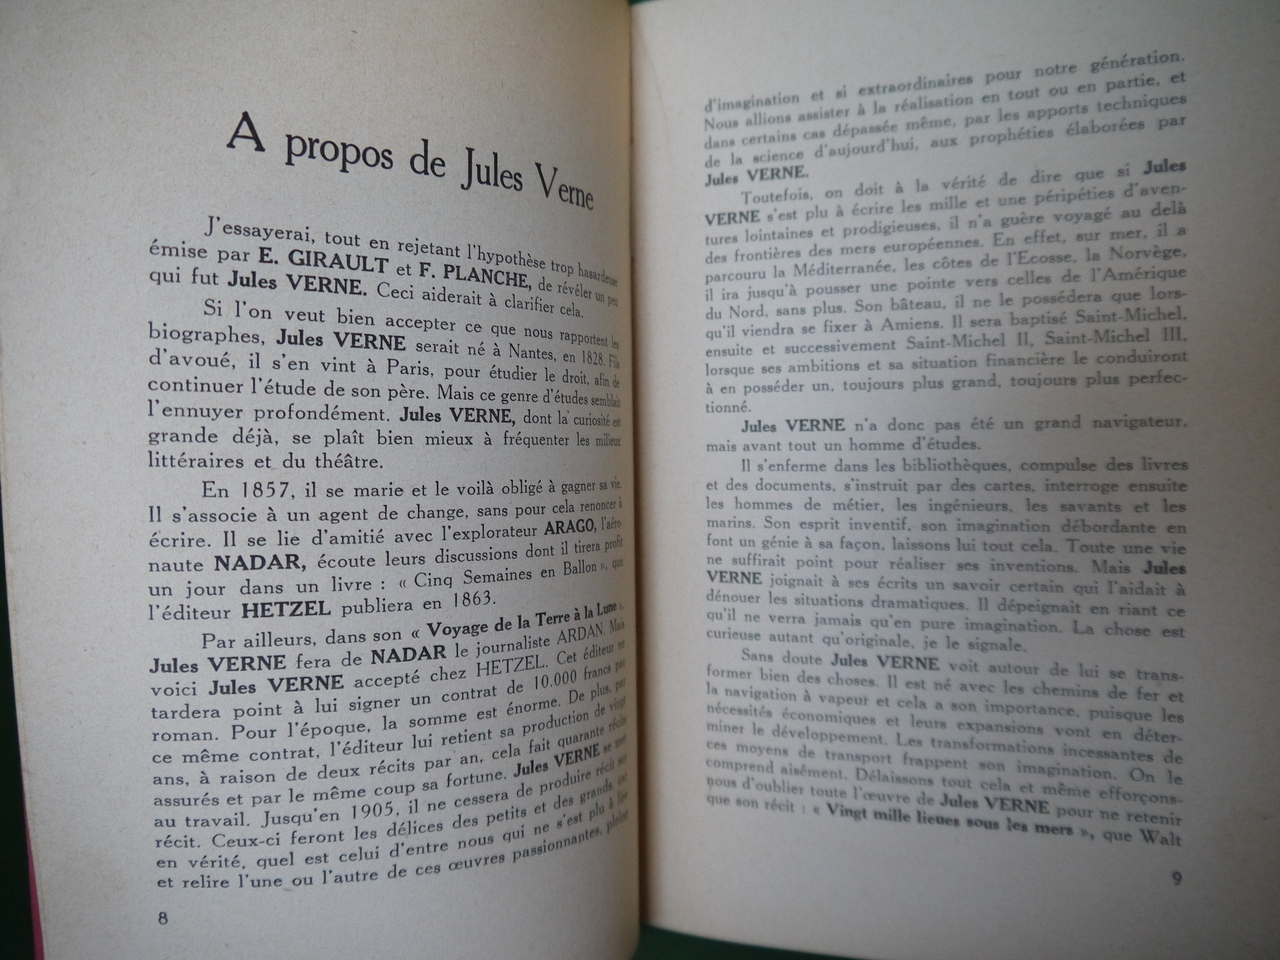 A propos de Jules Verne
J'essayerai, tout en rejetant l'hypothèse trop hasardeuse
émise par E. GIRAULT et F. PLANCHE, de révéler un peu
qui fut Jules VERNE. Ceci aiderait à clarifier cela.
Si l'on veut bien accepter ce que nous rapportent les
biographes, Jules VERNE serait né à Nantes, en 1828. Fils
d'avoué, il s'en vint à Paris, pour étudier le droit, afin de
continuer l'étude de son père. Mais ce genre d'études semblait
l'ennuyer profondément. Jules VERNE, dont la curiosité est
grande déjà, se plaît bien mieux à fréquenter les milieux
littéraires et du théâtre.
En 1857, il se marie et le voilà obligé à gagner sa vie.
Il s'associe à un agent de change, sans pour cela renoncer à
écrire. Il se lie d'amitié avec l'explorateur ARAGO, l'aéro-
naute NADAR, écoute leurs discussions dont il tirera profit
un jour dans un livre : « Cinq Semaines en Ballon », que
l'éditeur HETZEL publiera en 1863.
Par ailleurs, dans son « Voyage de la Terre à la Lune »,
Jules VERNE fera de NADAR le journaliste ARDAN. Mais
voici Jules VERNE accepté chez HETZEL. Cet éditeur ne
tardera point à lui signer un contrat de 10.000 francs par
roman. Pour l'époque, la somme est énorme. De plus, par
ce même contrat, l'éditeur lui retient sa production de vingt
ans, à raison de deux récits par an, cela fait quarante récits
assurés et par le même coup sa fortune. Jules VERNE se met
au travail. Jusqu'en 1905, il ne cessera de produire récit sur
récit. Ceux-ci feront les délices des petits et des grands, car
en vérité, quel est celui d'entre nous qui ne s'est plu à lire
et relire l'une ou l'autre de ces œuvres passionnantes, pleines
8
d'imagination et si extraordinaires pour notre génération.
Nous allions assister à la réalisation en tout ou en partie, et
dans certains cas dépassée même, par les apports techniques
de la science d'aujourd'hui, aux prophéties élaborées par
Jules VERNE.
Toutefois, on doit à la vérité de dire que si Jules
VERNE s'est plu à écrire les mille et une péripéties d'aven-
tures lointaines et prodigieuses, il n'a guère voyagé au delà
des frontières des mers européennes. En effet, sur mer, il a
parcouru la Méditerranée, les côtes de l'Ecosse, la Norvège,
il ira jusqu'à pousser une pointe vers celles de l'Amérique
du Nord, sans plus. Son bâteau, il ne le possédera que lors-
qu'il viendra se fixer à Amiens. Il sera baptisé Saint-Michel,
ensuite et successivement Saint-Michel II, Saint-Michel III,
lorsque ses ambitions et sa situation financière le conduiront
à en posséder un, toujours plus grand, toujours plus perfec-
tionné.
Jules VERNE n'a donc pas été un grand navigateur,
mais avant tout un homme d'études.
Il s'enferme dans les bibliothèques, compulse des livres
et des documents, s'instruit par des cartes, interroge ensuite
les hommes de métier, les ingénieurs, les savants et les
marins. Son esprit inventif, son imagination débordante en
font un génie à sa façon, laissons lui tout cela. Toute une vie
ne suffirait point pour réaliser ses inventions. Mais Jules
VERNE joignait à ses écrits un savoir certain qui l'aidait à
dénouer les situations dramatiques. Il dépeignait en riant ce
qu'il ne verra jamais qu'en pure imagination. La chose est
curieuse autant qu'originale, je le signale.
Sans doute Jules VERNE voit autour de lui se trans-
former bien des choses. Il est né avec les chemins de fer et
la navigation à vapeur et cela a son importance, puisque les
nécessités économiques et leurs expansions vont en déter-
miner le développement. Les transformations incessantes de
ces moyens de transport frappent son imagination. On le
comprend aisément. Délaissons tout cela et même efforçons-
nous d'oublier toute l'œuvre de Jules VERNE pour ne retenir
que son récit : « Vingt mille lieues sous les mers », que Walt
9